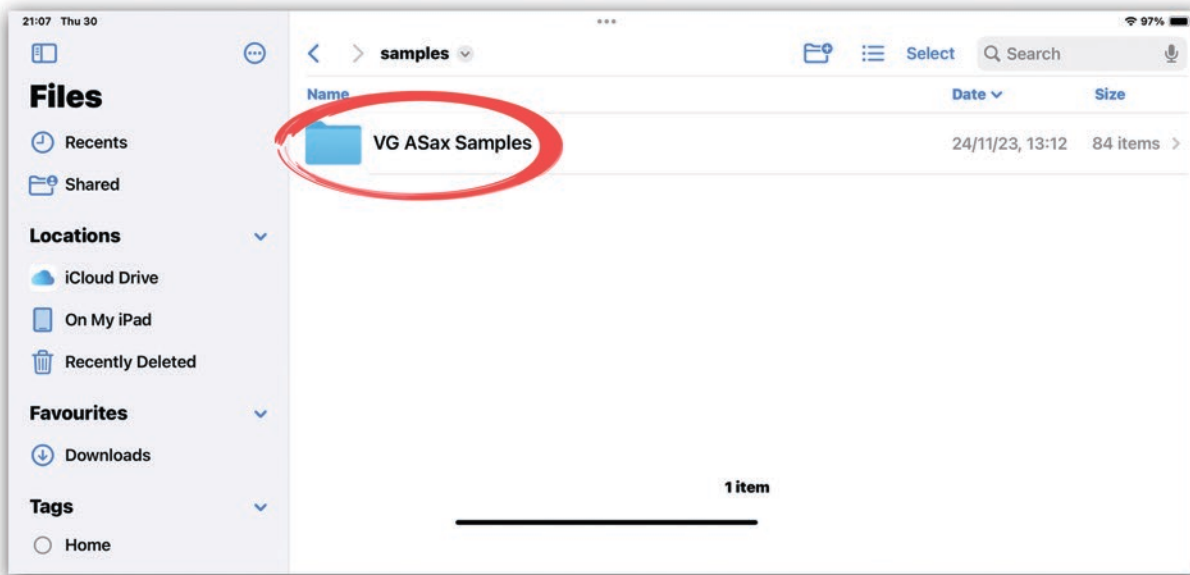 21:07 Thu 30
97%
Files
Recents
Shared
Locations
iCloud Drive
On My iPad
Recently Deleted
Favourites
Downloads
Tags
Home
samples
Select
Search
Name
Date
Size
VG ASax Samples
24/11/23, 13:12
84 items
1 item